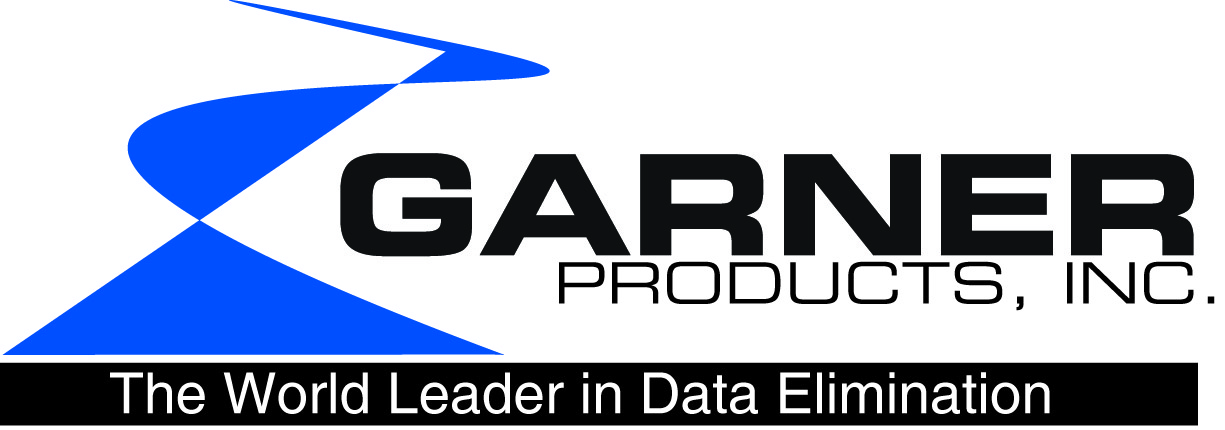 GARNER
PRODUCTS, INC.
The World Leader in Data Elimination